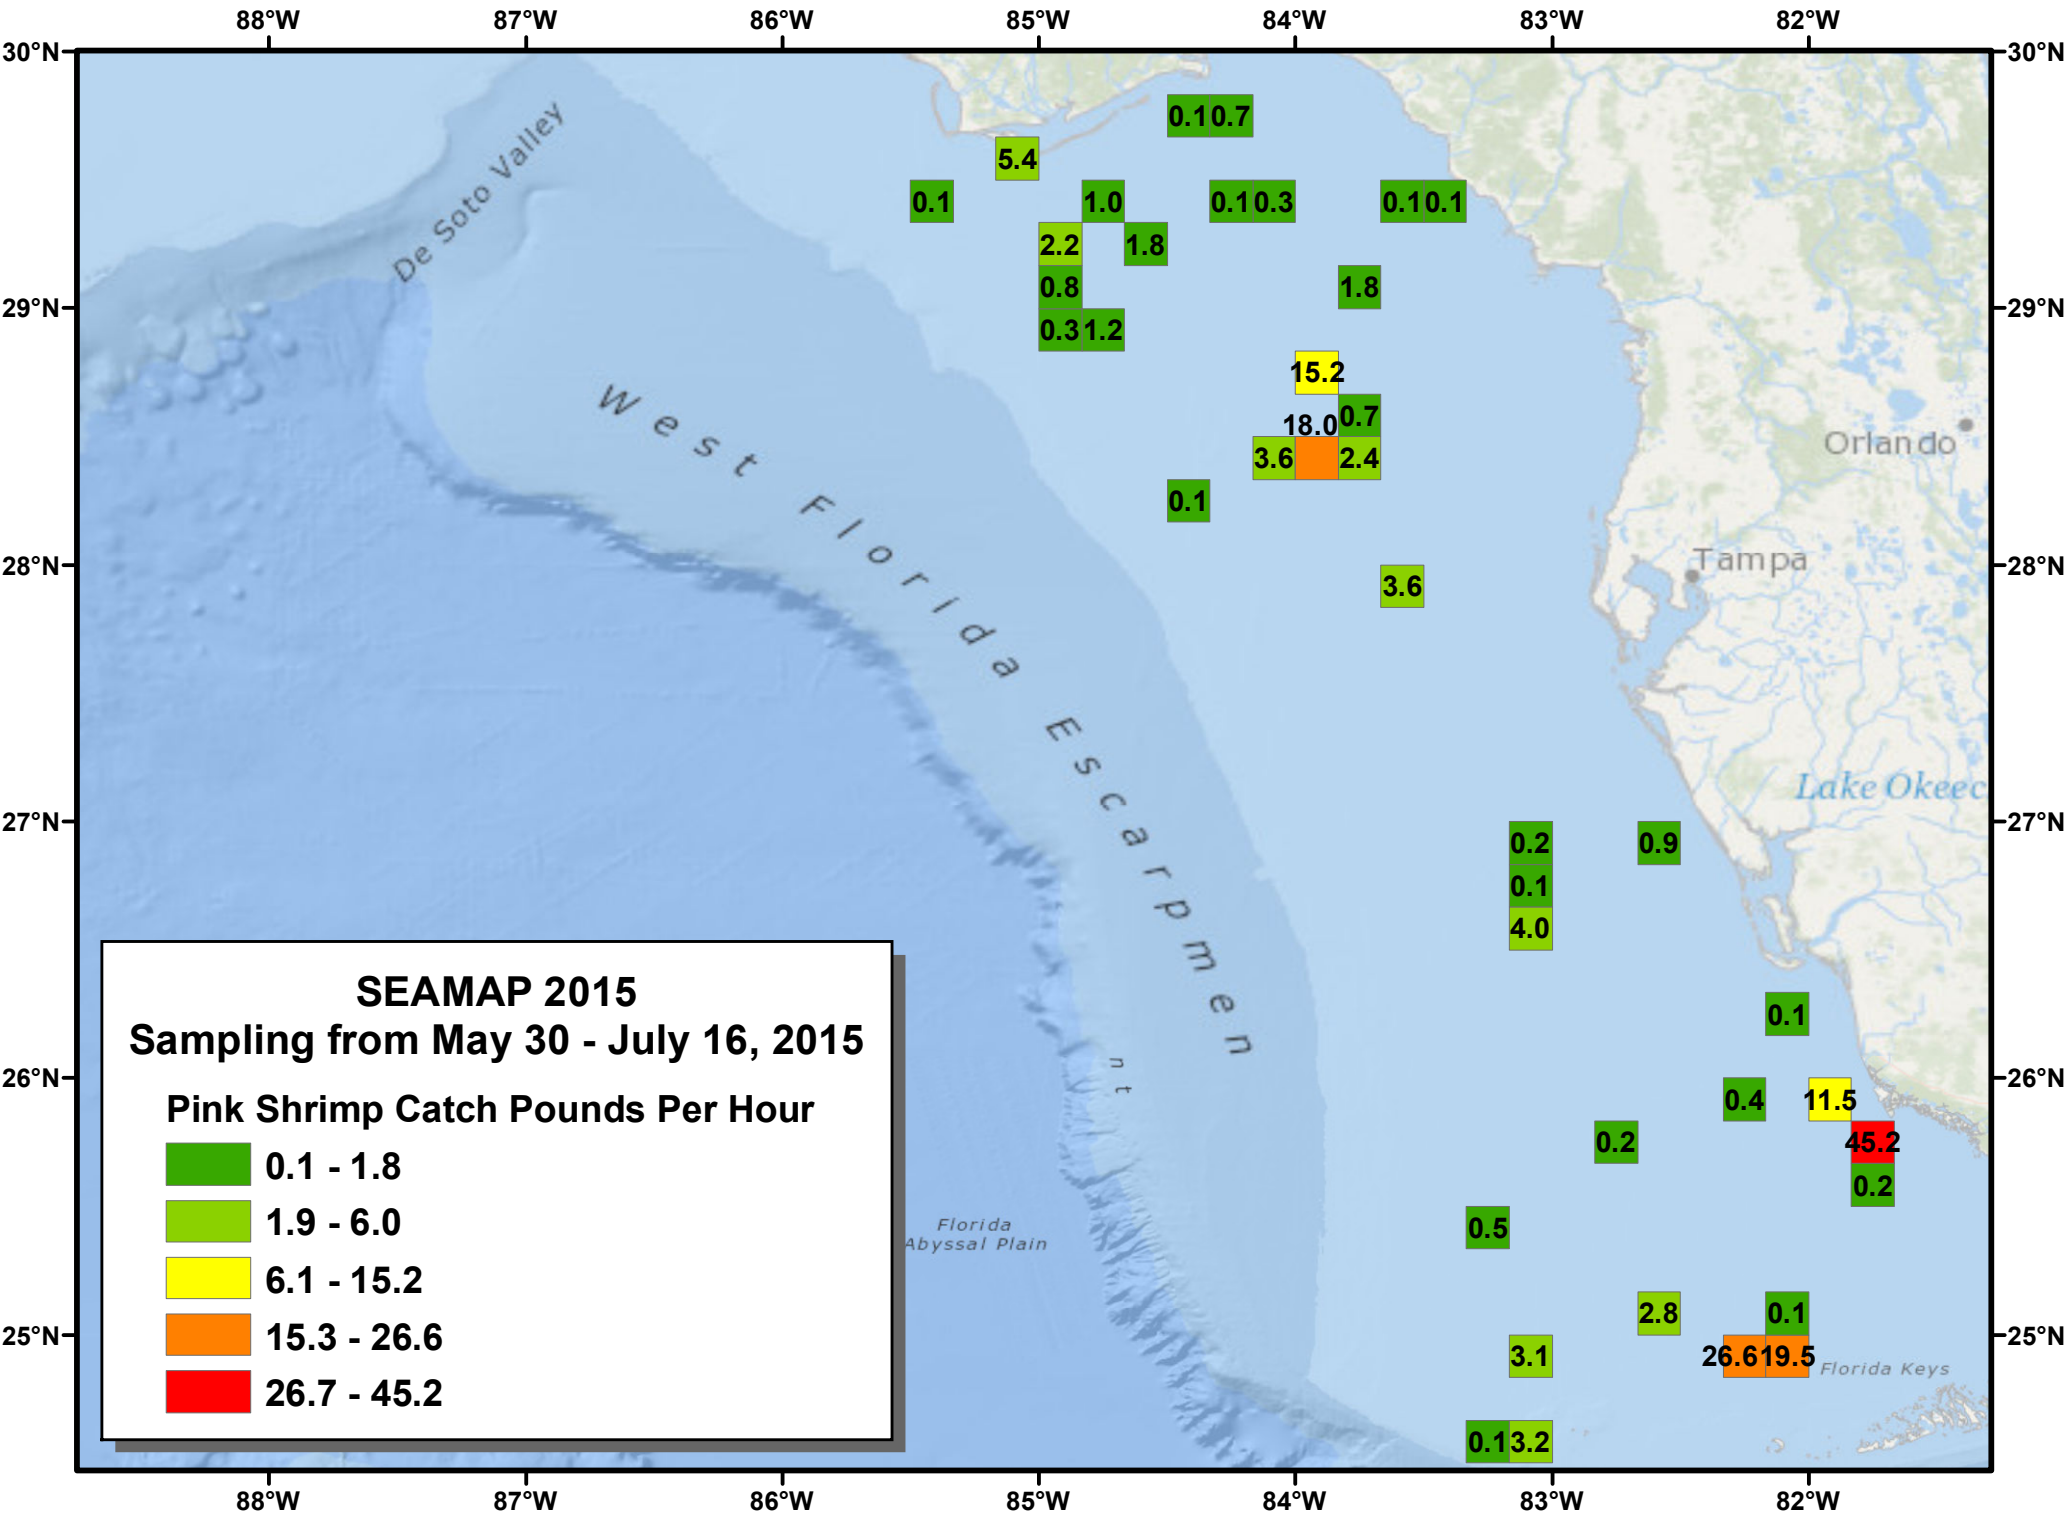 88°W 87°W 86°W 85°W 84°W 83°W 82°W
30°N 30°N
De Soto Valley
0.1 0.7
5.4
0.1 1.0 0.1 0.3 0.1 0.1
2.2 1.8
0.8 1.8
29°N 29°N
0.3 1.2
15.2
18.0 0.7
3.6 2.4
Orlando
0.1
West Florida Escarpmen
nt
28°N 28°N
Tampa
3.6
Lake Okeec
27°N 27°N
0.2 0.9
0.1
4.0
0.1
26°N 26°N
0.4 11.5
0.2 45.2
0.2
0.5
Florida
Abyssal Plain
2.8 0.1
25°N 25°N
3.1 26.6 19.5
Florida Keys
0.1 3.2
SEAMAP 2015
Sampling from May 30 - July 16, 2015
Pink Shrimp Catch Pounds Per Hour
0.1 - 1.8
1.9 - 6.0
6.1 - 15.2
15.3 - 26.6
26.7 - 45.2
88°W 87°W 86°W 85°W 84°W 83°W 82°W